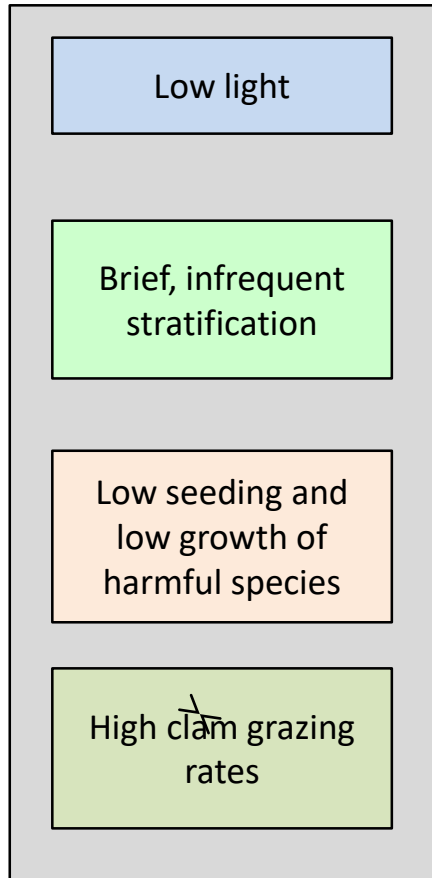 Low light
Brief, infrequent
stratification
Low seeding and
low growth of
harmful species
High clam grazing
rates